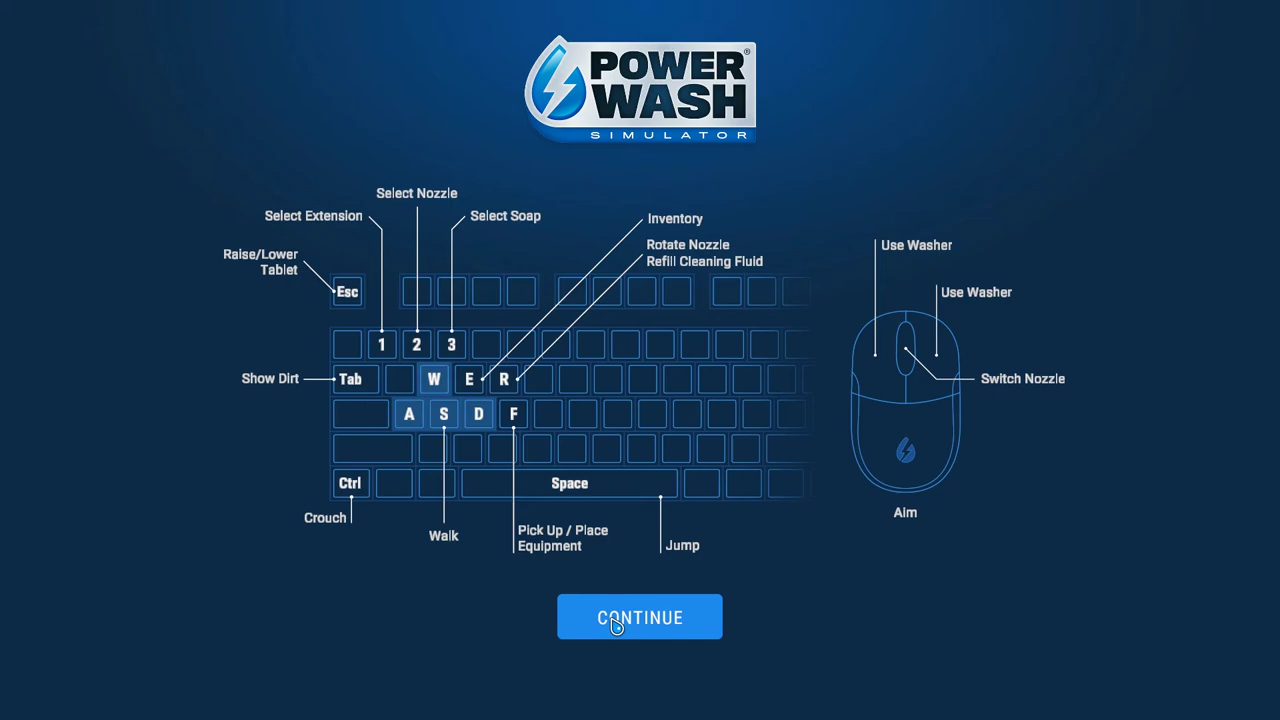 POWER®
WASH
SIMULATOR
Select Nozzle
Select Extension
Select Soap
Inventory
Rotate Nozzle
Refill Cleaning Fluid
Raise/Lower
Tablet
Use Washer
Use Washer
Esc
1 2 3
Show Dirt
Tab W E R
Switch Nozzle
A S D F
Ctrl Space
Crouch
Walk
Pick Up / Place
Equipment
Jump
Aim
CONTINUE